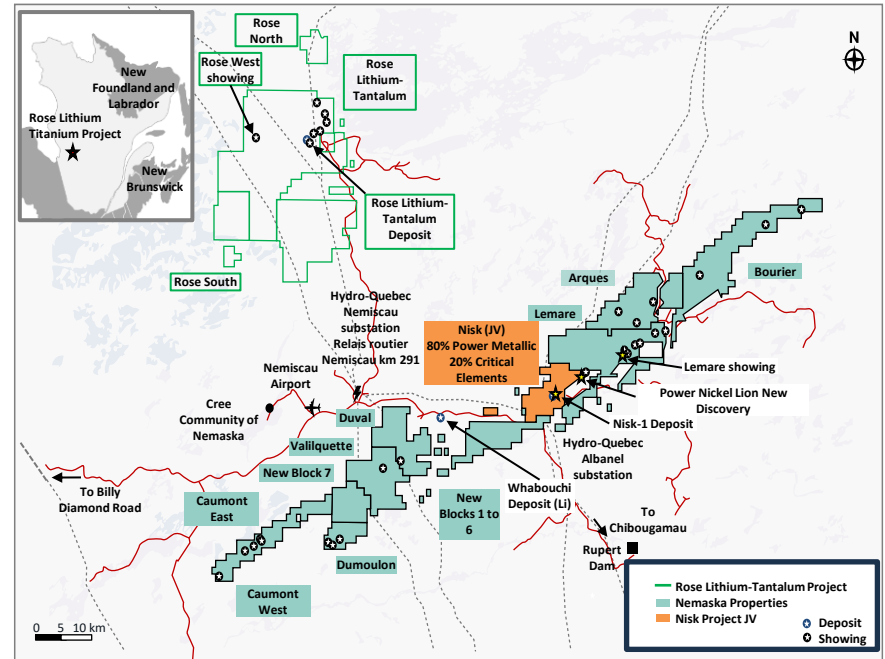 Rose
North
N
Rose West
showing
Rose
Lithium-
Tantalum
New
Foundland and
Labrador
Rose Lithium
Titanium Project
New
Brunswick
Rose Lithium-
Tantalum
Deposit
Rose South
Arques
Bourier
Hydro-Quebec
Nemiscau
substation
Relais routier
Nemiscau km 291
Lemare
Nisk (JV)
80% Power Metallic
20% Critical
Elements
Lemare showing
Nemiscau
Airport
Power Nickel Lion New
Discovery
Cree
Community of
Nemaska
Duval
Nisk-1 Deposit
Valilquette
Hydro-Quebec
Albanel
substation
New Block 7
To Billy
Diamond Road
Whabouchi
Deposit (Li)
Caumont
East
New
Blocks 1 to
6
To
Chibougamau
Rupert
Dam
Dumoulon
Caumont
West
Rose Lithium-Tantalum Project
Nemaska Properties
Nisk Project JV
Deposit
Showing
0 5 10 km